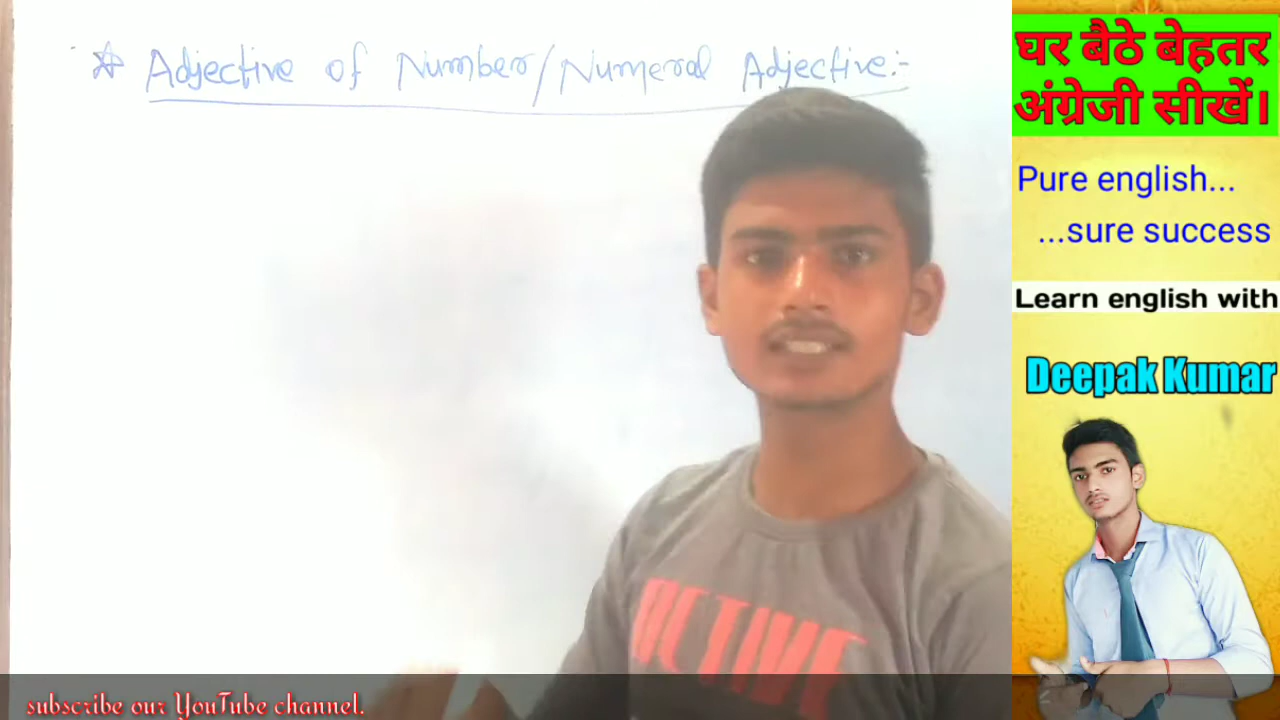 ☆ Adjective of Number/Numeral Adjective:-
घर बैठे बेहतर
अंग्रेजी सीखें।
Pure english...
...sure success
Learn english with
Deepak Kumar
ACTIVE
subscribe our YouTube channel.